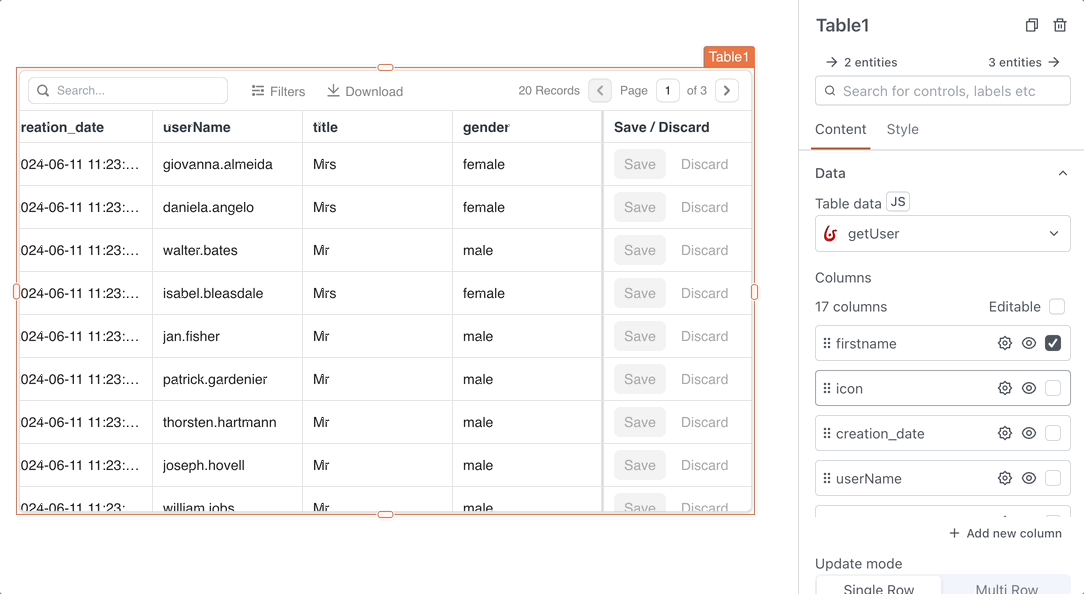 Table1
2 entities 3 entities
Search for controls, labels etc
Content Style
Data
Table data JS
getUser
Columns
17 columns Editable
firstname
icon
creation_date
userName
+ Add new column
Update mode
Single Row Multi Row
Table1
Search... Filters Download 20 Records Page 1 of 3
reation_date userName title gender Save / Discard
024-06-11 11:23:... giovanna.almeida Mrs female Save Discard
024-06-11 11:23:... daniela.angelo Mrs female Save Discard
024-06-11 11:23:... walter.bates Mr male Save Discard
024-06-11 11:23:... isabel.bleasdale Mrs female Save Discard
024-06-11 11:23:... jan.fisher Mr male Save Discard
024-06-11 11:23:... patrick.gardenier Mr male Save Discard
024-06-11 11:23:... thorsten.hartmann Mr male Save Discard
024-06-11 11:23:... joseph.hovell Mr male Save Discard
024-06-11 11:23: william.jobs Mr male Save Discard